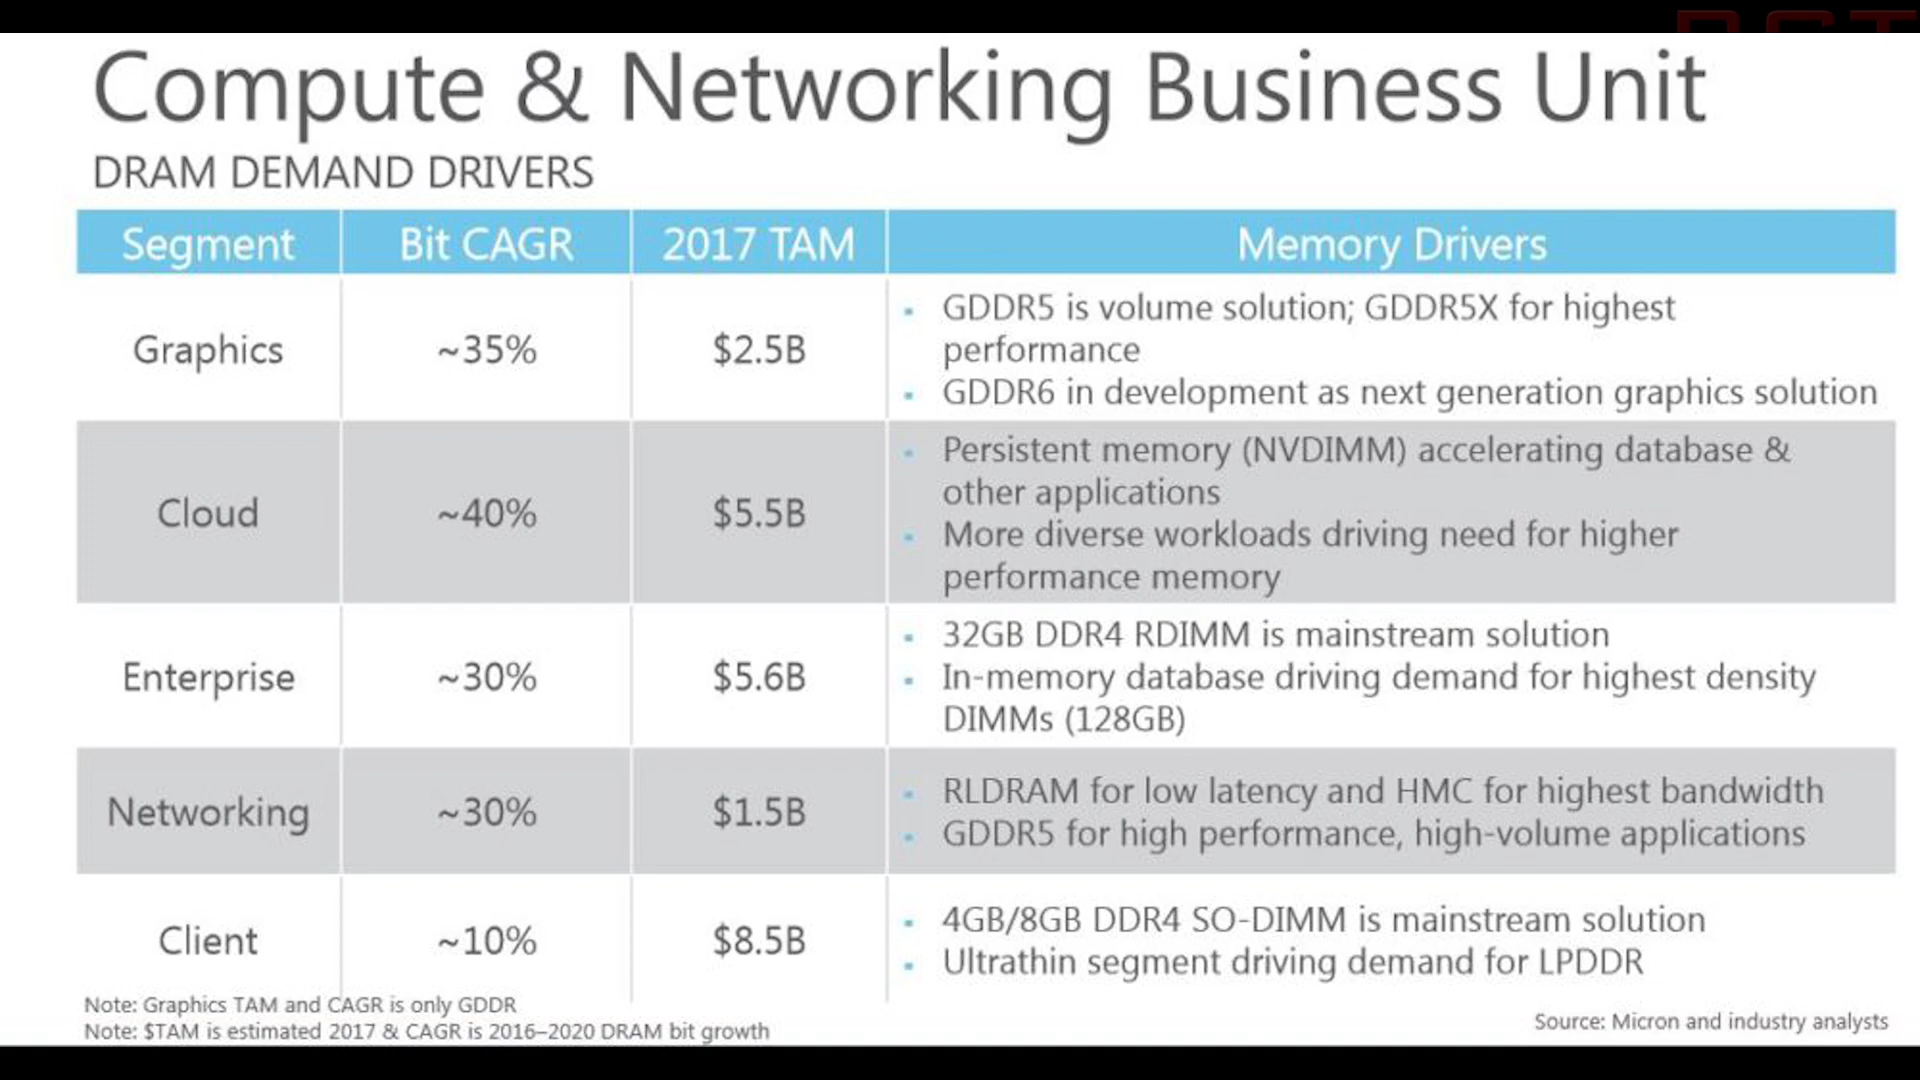 Compute & Networking Business Unit
DRAM DEMAND DRIVERS
Segment Bit CAGR 2017 TAM Memory Drivers
Graphics ~35% $2.5B
▪ GDDR5 is volume solution; GDDR5X for highest
performance
▪ GDDR6 in development as next generation graphics solution
Cloud ~40% $5.5B
▪ Persistent memory (NVDIMM) accelerating database &
other applications
▪ More diverse workloads driving need for higher
performance memory
Enterprise ~30% $5.6B
▪ 32GB DDR4 RDIMM is mainstream solution
▪ In-memory database driving demand for highest density
DIMMs (128GB)
Networking ~30% $1.5B
▪ RLDRAM for low latency and HMC for highest bandwidth
▪ GDDR5 for high performance, high-volume applications
Client ~10% $8.5B
▪ 4GB/8GB DDR4 SO-DIMM is mainstream solution
▪ Ultrathin segment driving demand for LPDDR
Note: Graphics TAM and CAGR is only GDDR
Note: $TAM is estimated 2017 & CAGR is 2016–2020 DRAM bit growth
Source: Micron and industry analysts